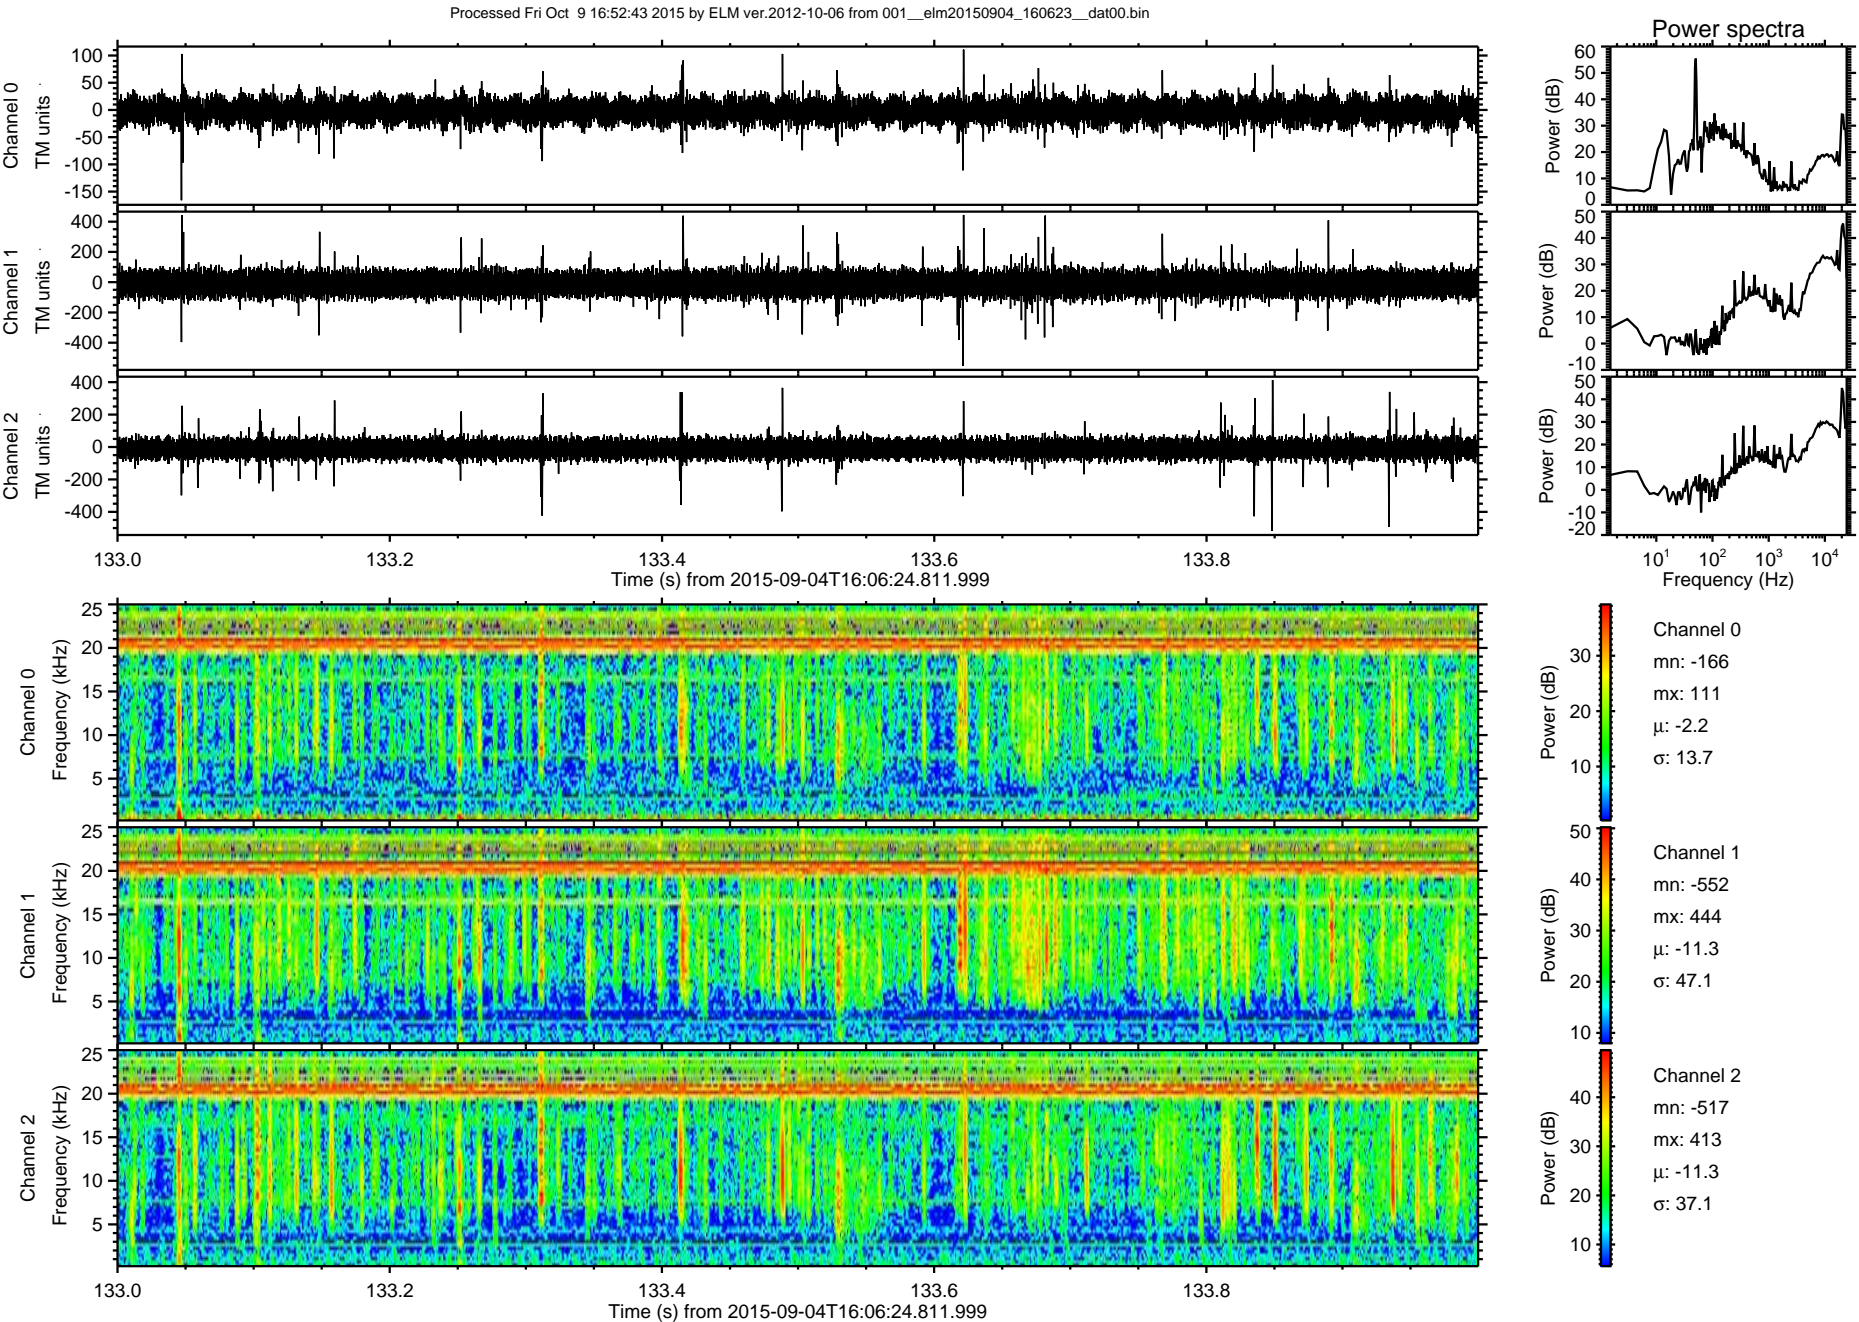 Processed Fri Oct  9 16:52:43 2015 by ELM ver.2012-10-06 from 001__elm20150904_160623__dat00.bin
Power spectra
Channel 0
TM units
100
50
0
-50
-100
-150
Power (dB)
60
50
40
30
20
10
0
Channel 1
TM units
400
200
0
-200
-400
Power (dB)
50
40
30
20
10
0
-10
Channel 2
TM units
400
200
0
-200
-400
Power (dB)
50
40
30
20
10
0
-10
-20
133.0 133.2 133.4 133.6 133.8
Time (s) from 2015-09-04T16:06:24.811.999
10¹ 10² 10³ 10⁴
Frequency (Hz)
Channel 0
Frequency (kHz)
25
20
15
10
5
Power (dB)
30
20
10
Channel 0
mn: -166
mx: 111
μ: -2.2
σ: 13.7
Channel 1
Frequency (kHz)
25
20
15
10
5
Power (dB)
50
40
30
20
10
Channel 1
mn: -552
mx: 444
μ: -11.3
σ: 47.1
Channel 2
Frequency (kHz)
25
20
15
10
5
Power (dB)
40
30
20
10
Channel 2
mn: -517
mx: 413
μ: -11.3
σ: 37.1
133.0 133.2 133.4 133.6 133.8
Time (s) from 2015-09-04T16:06:24.811.999